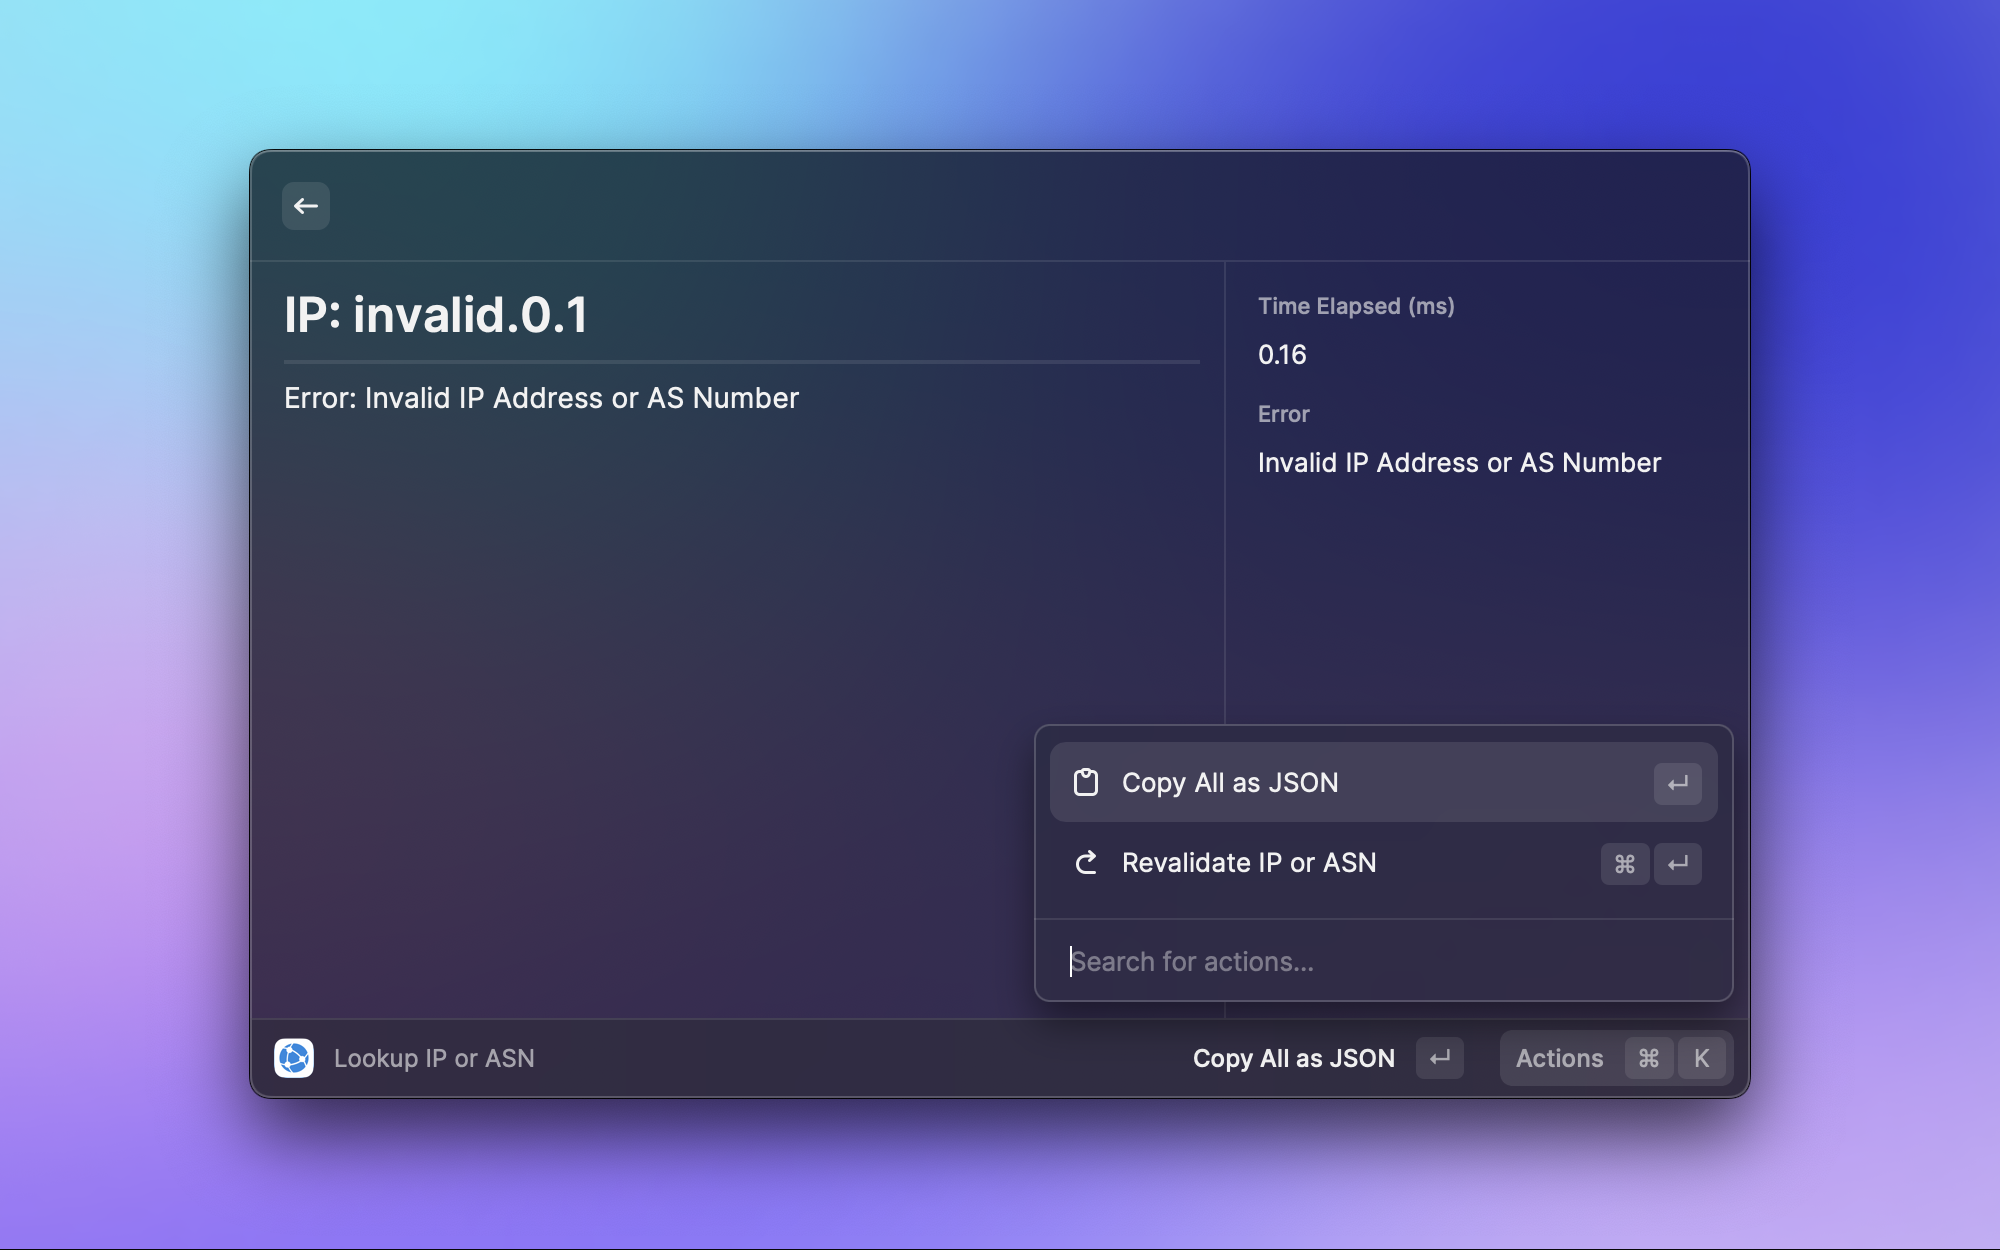 IP: invalid.0.1
Error: Invalid IP Address or AS Number
Time Elapsed (ms)
0.16
Error
Invalid IP Address or AS Number
Copy All as JSON ↵
Revalidate IP or ASN ⌘ ↵
Search for actions...
Lookup IP or ASN
Copy All as JSON ↵
Actions ⌘ K